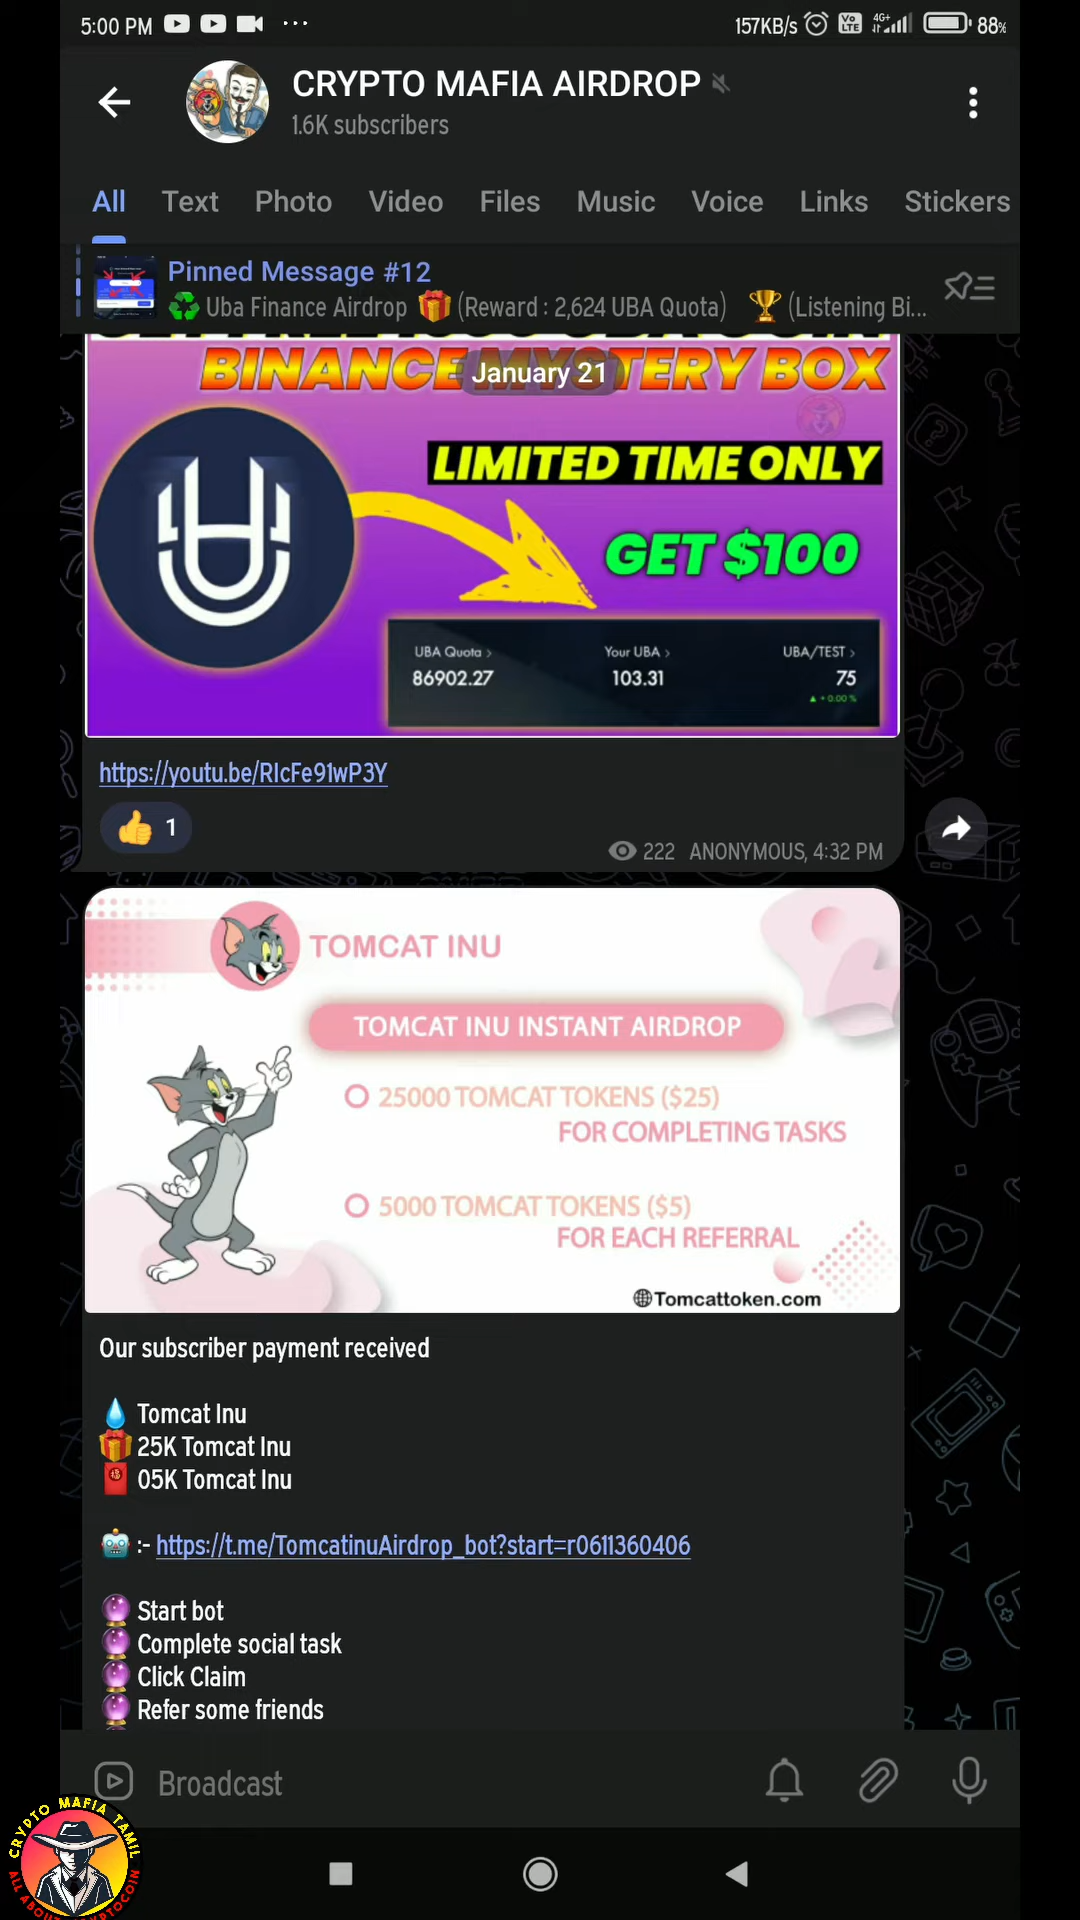 5:00 PM
157KB/s Vo LTE 4G+ 88%
CRYPTO MAFIA AIRDROP
1.6K subscribers
All Text Photo Video Files Music Voice Links Stickers
Pinned Message #12
♻️ Uba Finance Airdrop 🎁 (Reward : 2,624 UBA Quota) 🏆 (Listening Bi...
BINANCE MYSTERY BOX
January 21
LIMITED TIME ONLY
GET $100
UBA Quota > Your UBA > UBA/TEST >
86902.27 103.31 75
▲ + 0.00 %
https://youtu.be/RIcFe91wP3Y
👍 1
222 ANONYMOUS, 4:32 PM
TOMCAT INU
TOMCAT INU INSTANT AIRDROP
25000 TOMCAT TOKENS ($25)
FOR COMPLETING TASKS
5000 TOMCAT TOKENS ($5)
FOR EACH REFERRAL
Tomcattoken.com
Our subscriber payment received
💧 Tomcat Inu
🎁 25K Tomcat Inu
🧧 05K Tomcat Inu
🤖 :- https://t.me/TomcatinuAirdrop_bot?start=r0611360406
🔮 Start bot
🔮 Complete social task
🔮 Click Claim
🔮 Refer some friends
Broadcast
CRYPTO MAFIA TAMIL